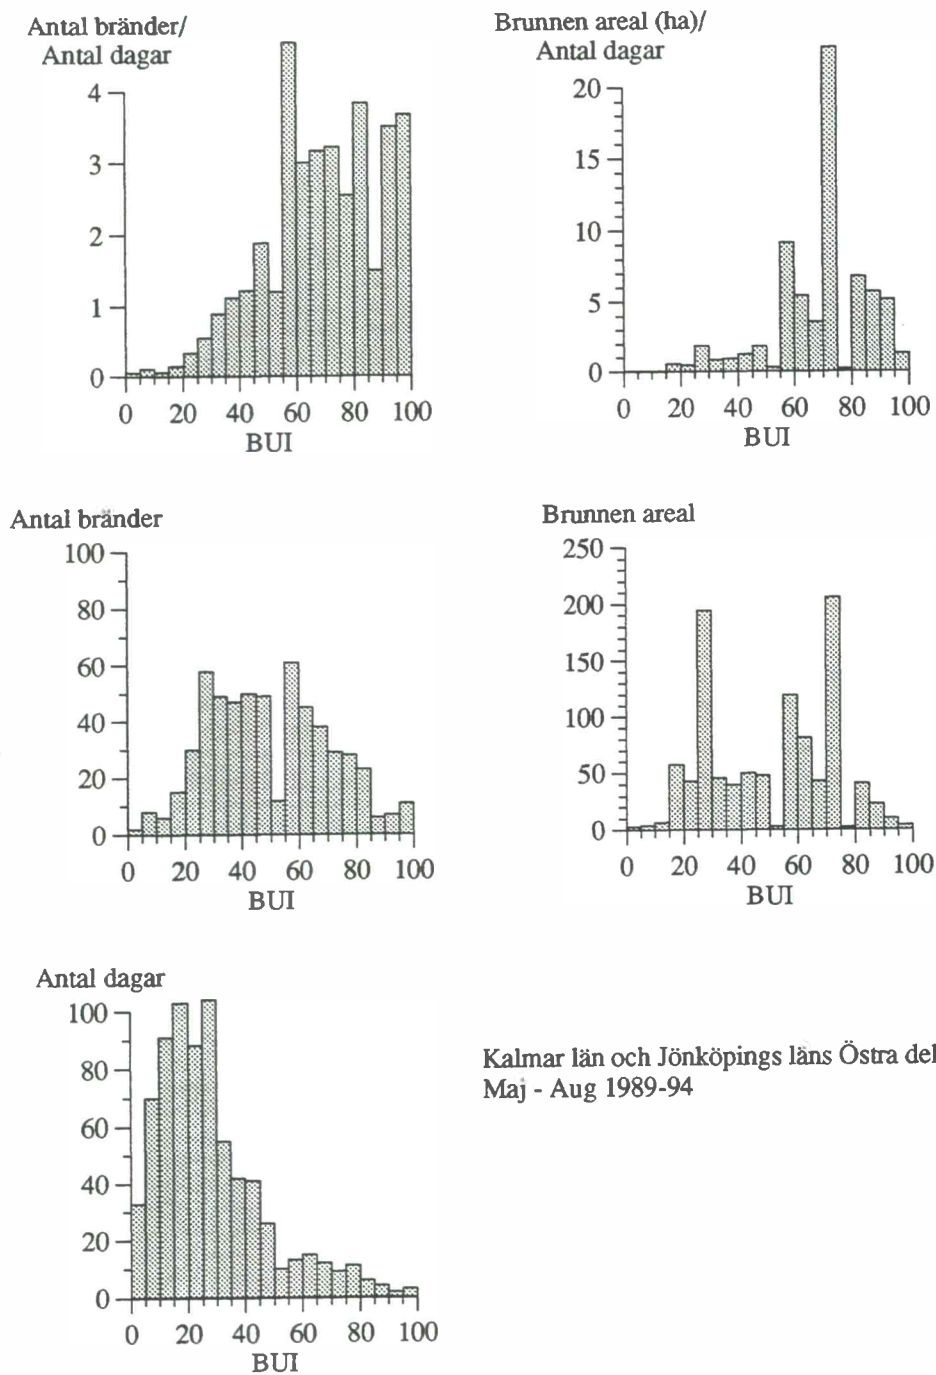 Antal bränder/
Antal dagar
4
3
2
1
0
0 20 40 60 80 100
BUI
Brunnen areal (ha)/
Antal dagar
20
15
10
5
0
0 20 40 60 80 100
BUI
Antal bränder
100
80
60
40
20
0
0 20 40 60 80 100
BUI
Brunnen areal
250
200
150
100
50
0
0 20 40 60 80 100
BUI
Antal dagar
100
80
60
40
20
0
0 20 40 60 80 100
BUI
Kalmar län och Jönköpings läns Östra del
Maj - Aug 1989-94